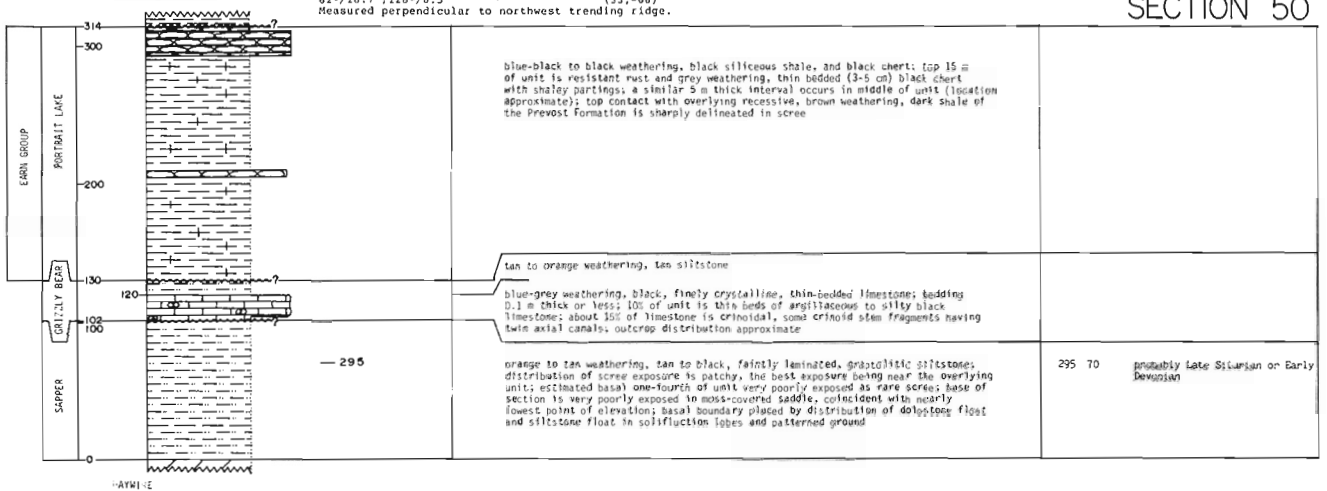 SECTION 50
Measured perpendicular to northwest trending ridge.
314
300
200
130
120
102
100
0
EARN GROUP
PORTRAIT LAKE
GRIZZLY BEAR
SAPPER
?
?
?
295
blue-black to black weathering, black siliceous shale, and black chert; top 15 m
of unit is resistant rust and grey weathering, thin bedded (3-5 cm) black chert
with shaley partings; a similar 5 m thick interval occurs in middle of unit (location
approximate); top contact with overlying recessive, brown weathering, dark shale of
the Prevost Formation is sharply delineated in scree
tan to orange weathering, tan siltstone
blue-grey weathering, black, finely crystalline, thin-bedded limestone; bedding
0.1 m thick or less; 10% of unit is thin beds of argillaceous to silty black
limestone; about 15% of limestone is crinoidal, some crinoid stem fragments having
twin axial canals; outcrop distribution approximate
orange to tan weathering, tan to black, faintly laminated, graptolitic siltstone;
distribution of scree exposure is patchy, the best exposure being near the overlying
unit; estimated basal one-fourth of unit very poorly exposed as rare scree; base of
section is very poorly exposed in moss-covered saddle, coincident with nearly
lowest point of elevation; basal boundary placed by distribution of dolostone float
and siltstone float in solifluction lobes and patterned ground
295 70 probably Late Silurian or Early
Devonian